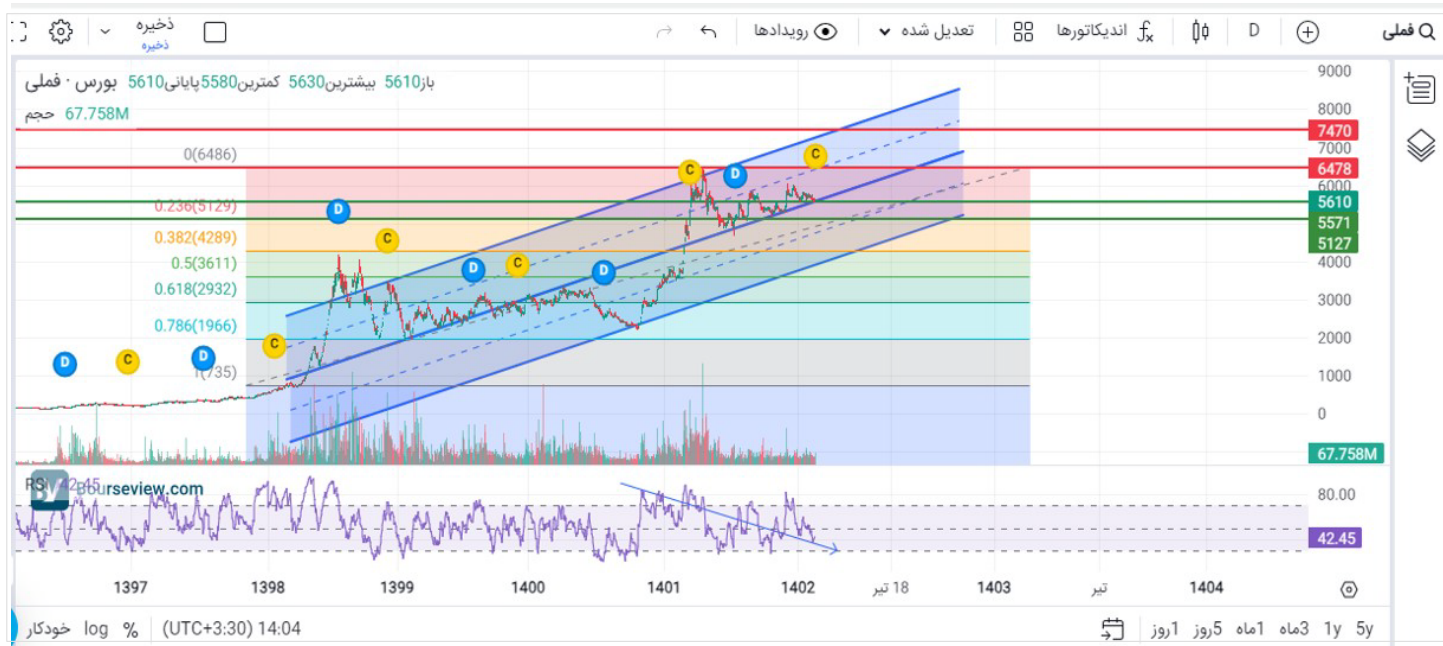 فملی
D
اندیکاتورها
تعدیل شده
رویدادها
ذخیره
ذخیره
بورس · فملی باز5610 بیشترین5630 کمترین5580 پایانی5610
حجم 67.758M
9000
8000
7470
7000
6478
6000
5610
5571
5127
4000
3000
2000
1000
0
67.758M
0(6486)
0.236(5129)
0.382(4289)
0.5(3611)
0.618(2932)
0.786(1966)
1(735)
D
C
D
C
D
C
D
C
D
C
D
C
RSI 42.45
Bourseview.com
80.00
42.45
1397
1398
1399
1400
1401
1402
18 تیر
1403
تیر
1404
5y 1y 3ماه 1ماه 5روز 1روز
14:04 (UTC+3:30)
% log خودکار